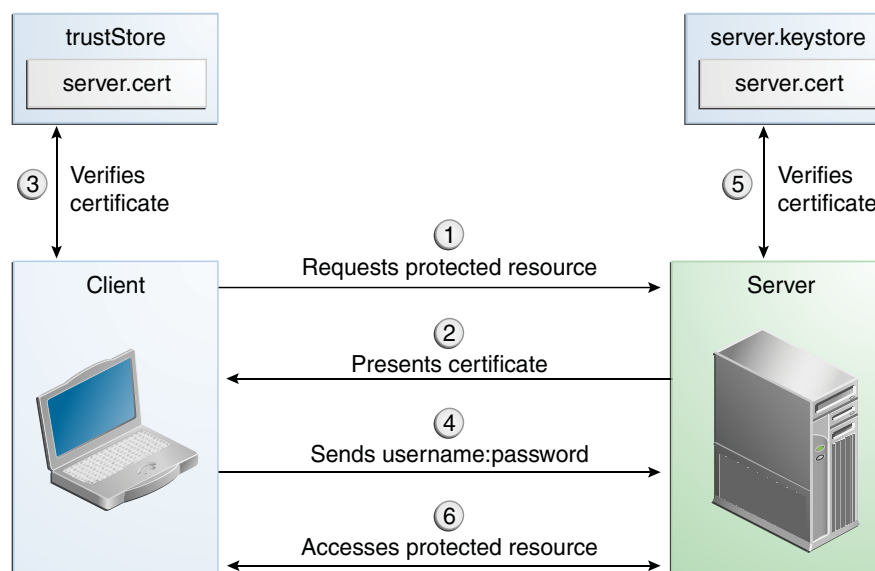 trustStore
server.cert
server.keystore
server.cert
3
Verifies
certificate
5
Verifies
certificate
1
Requests protected resource
Client
Server
2
Presents certificate
4
Sends username:password
6
Accesses protected resource